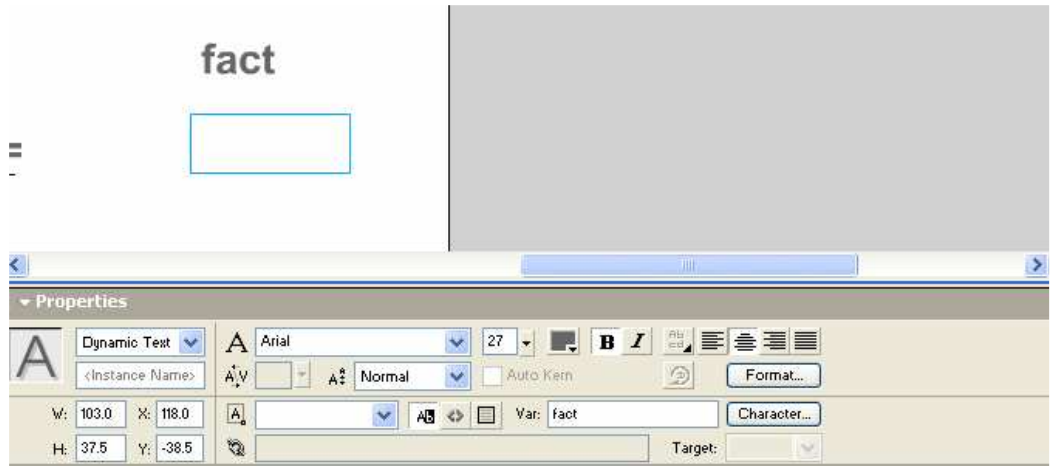 fact
=
Properties
A Dynamic Text A Arial 27 B I
<Instance Name> A Normal Auto Kern Format...
W: 103.0 X: 118.0 Var: fact Character...
H: 37.5 Y: -38.5 Target: